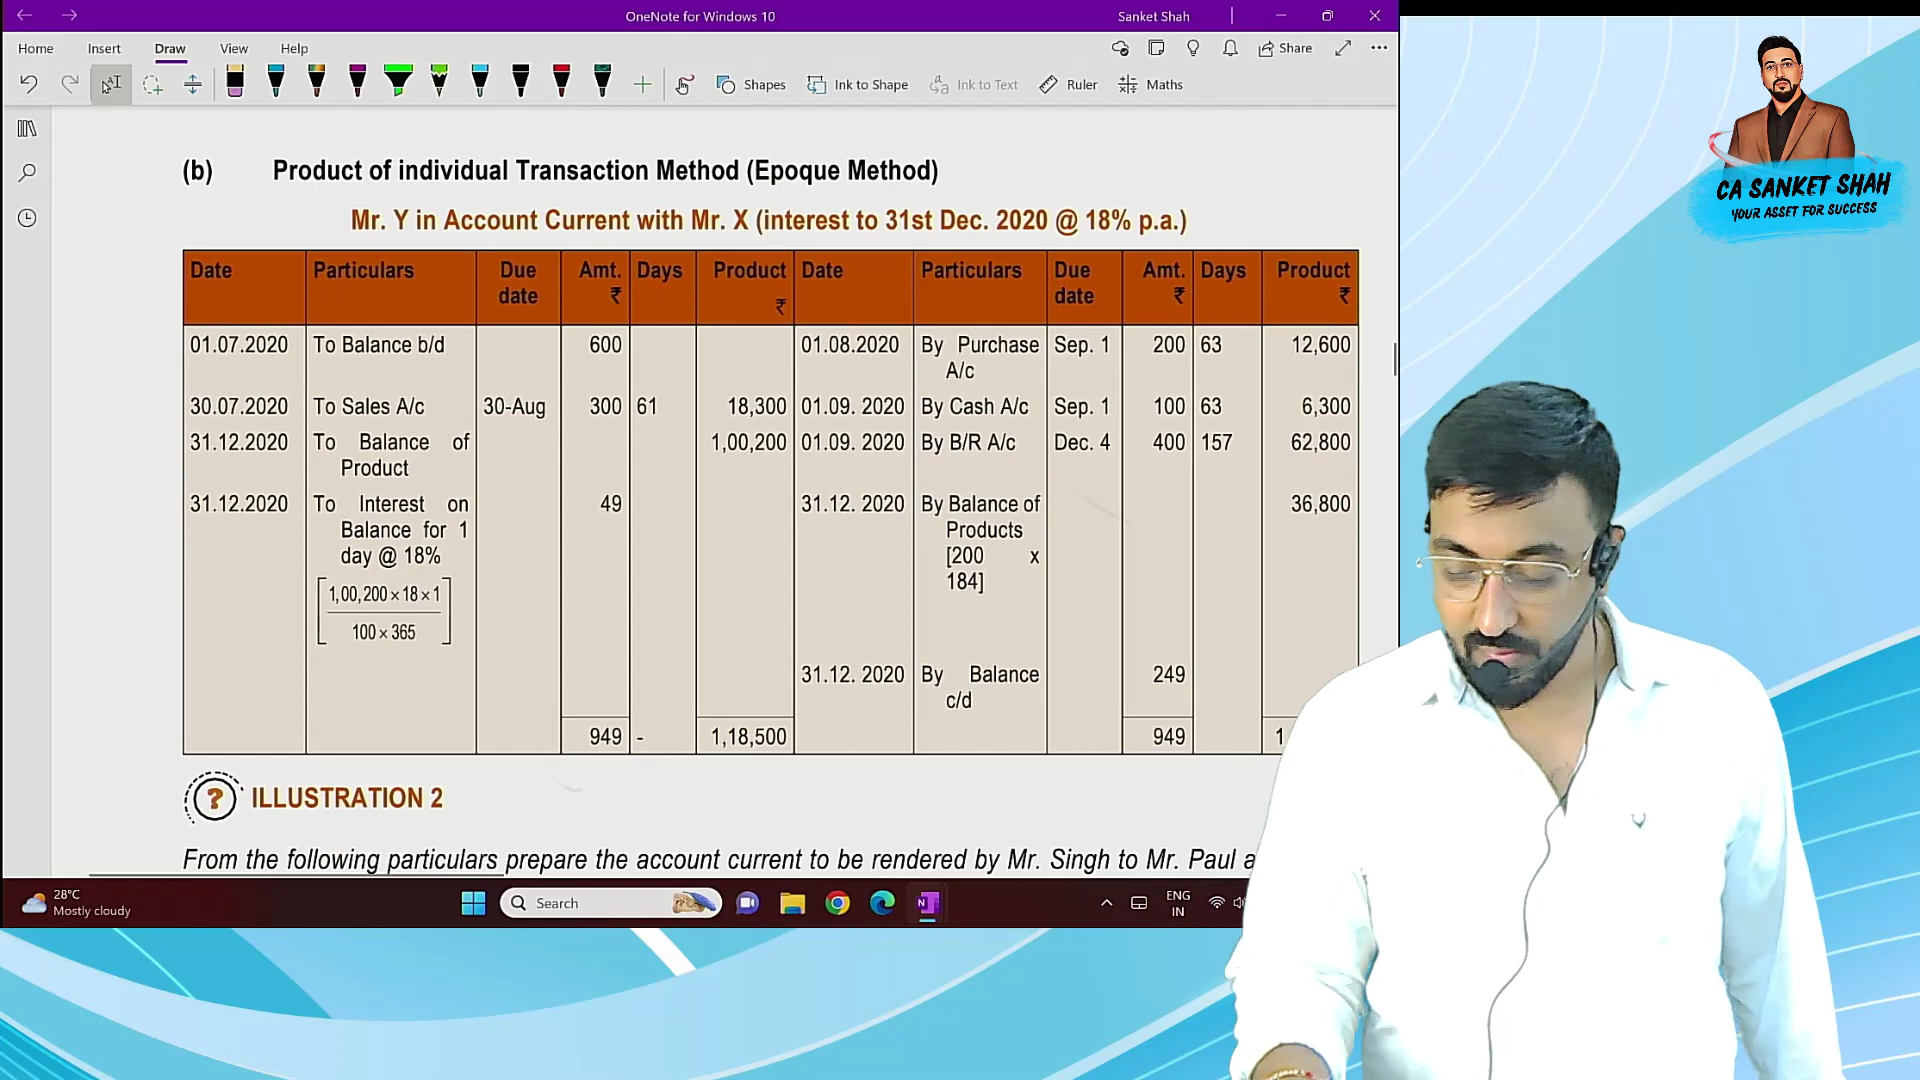 OneNote for Windows 10
Sanket Shah
Home Insert Draw View Help
Share
Shapes Ink to Shape Ink to Text Ruler Maths
(b) Product of individual Transaction Method (Epoque Method)
Mr. Y in Account Current with Mr. X (interest to 31st Dec. 2020 @ 18% p.a.)
Date Particulars Due date Amt. ₹ Days Product ₹ Date Particulars Due date Amt. ₹ Days Product ₹
01.07.2020 To Balance b/d 600 01.08.2020 By Purchase A/c Sep. 1 200 63 12,600
30.07.2020 To Sales A/c 30-Aug 300 61 18,300 01.09. 2020 By Cash A/c Sep. 1 100 63 6,300
31.12.2020 To Balance of Product 1,00,200 01.09. 2020 By B/R A/c Dec. 4 400 157 62,800
31.12.2020 To Interest on Balance for 1 day @ 18% 49 31.12. 2020 By Balance of Products [200 x 184] 36,800
[1,00,200 × 18 × 1
100 × 365]
31.12. 2020 By Balance c/d 249
949 - 1,18,500 949 1
? ILLUSTRATION 2
From the following particulars prepare the account current to be rendered by Mr. Singh to Mr. Paul a
28°C
Mostly cloudy
Search
ENG
IN
CA SANKET SHAH
YOUR ASSET FOR SUCCESS